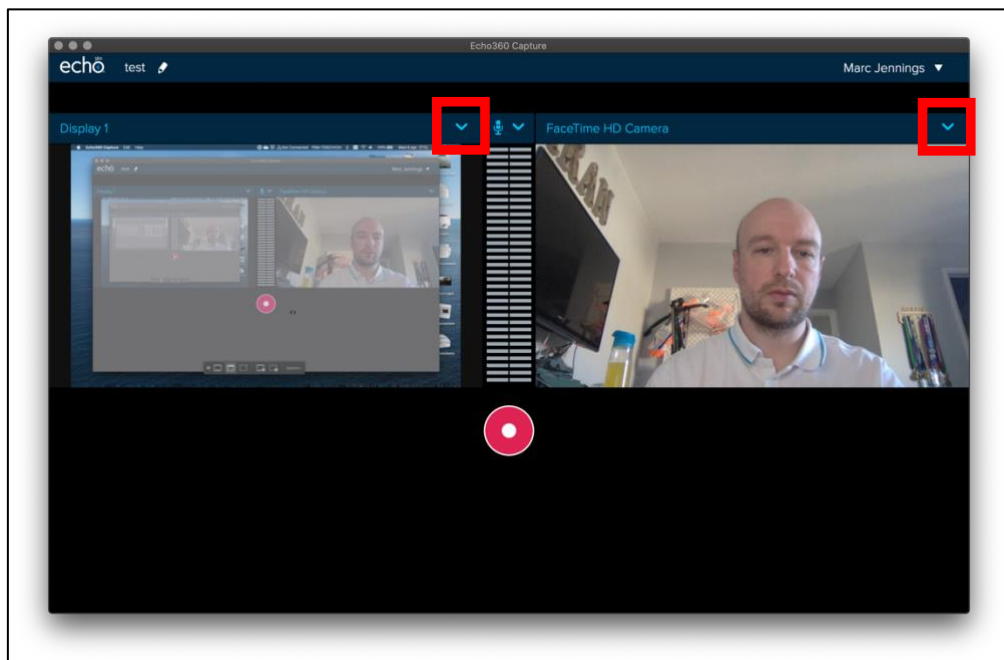 Echo360 Capture
echo
test
Marc Jennings
Display 1
FaceTime HD Camera